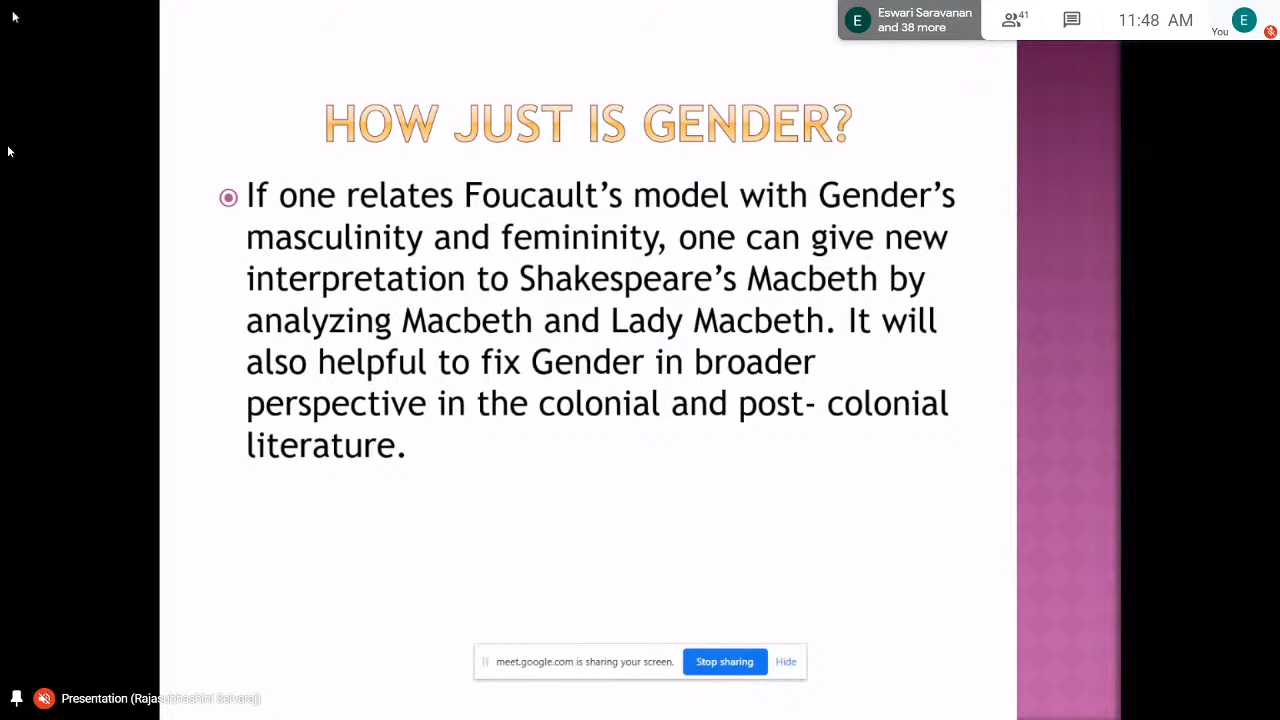 Eswari Saravanan
and 38 more
41
11:48 AM
E
You
E
HOW JUST IS GENDER?
If one relates Foucault’s model with Gender’s
masculinity and femininity, one can give new
interpretation to Shakespeare’s Macbeth by
analyzing Macbeth and Lady Macbeth. It will
also helpful to fix Gender in broader
perspective in the colonial and post- colonial
literature.
meet.google.com is sharing your screen.
Stop sharing
Hide
Presentation (Rajasubhashini Selvaraj)